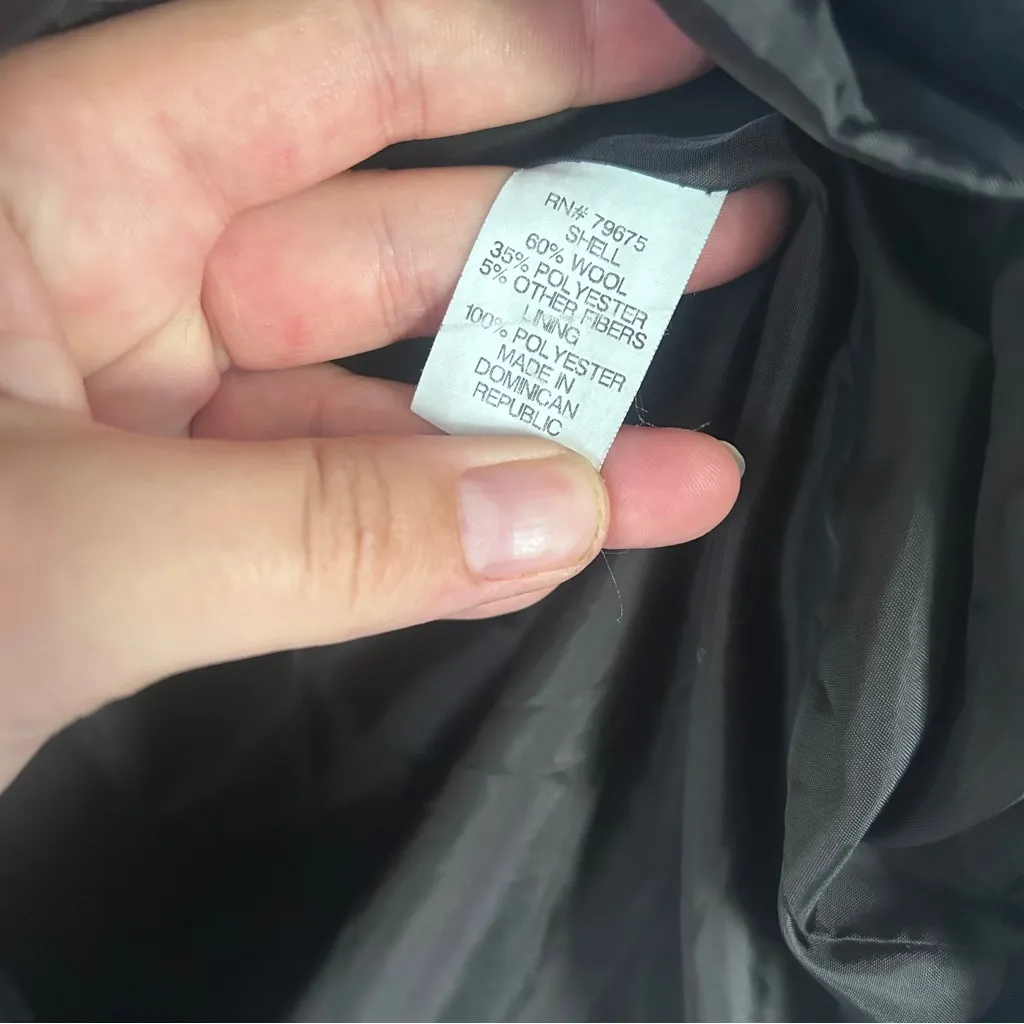 RN# 79675
SHELL
60% WOOL
35% POLYESTER
5% OTHER FIBERS
LINING
100% POLYESTER
MADE IN
DOMINICAN
REPUBLIC